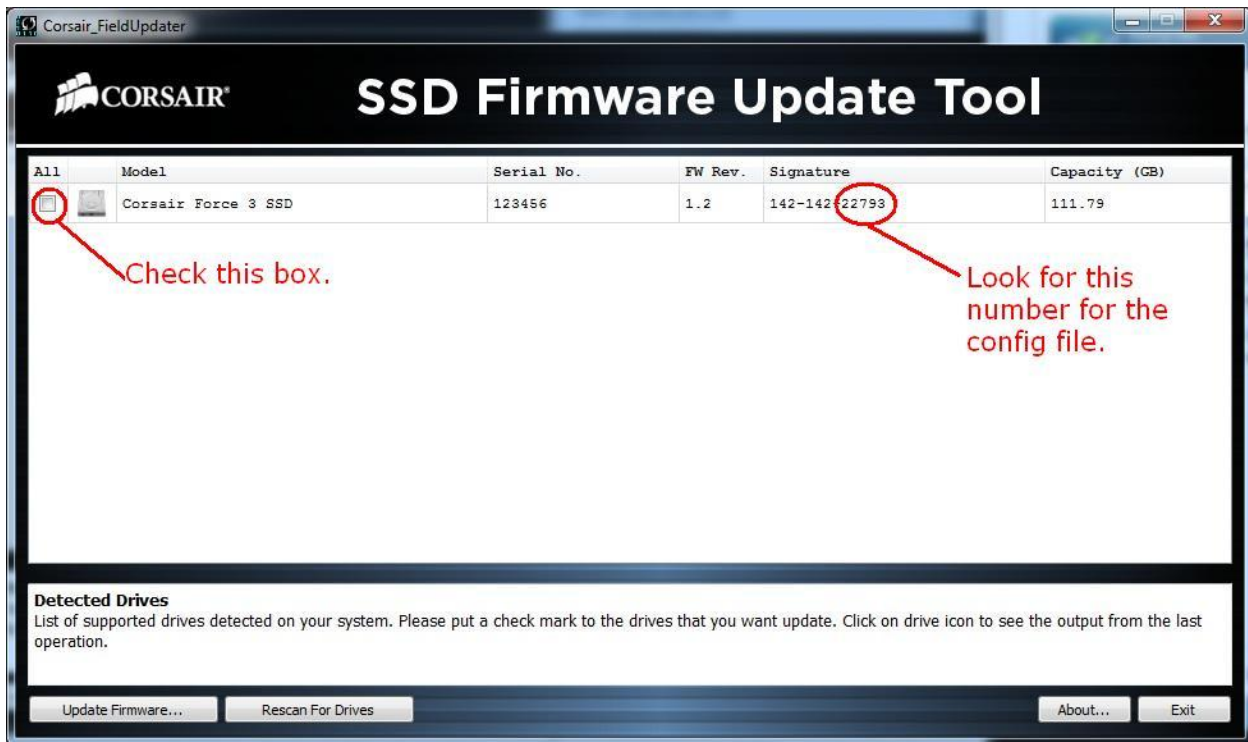 Corsair_FieldUpdater
CORSAIR SSD Firmware Update Tool
All Model Serial No. FW Rev. Signature Capacity (GB)
Corsair Force 3 SSD 123456 1.2 142-142-22793 111.79
Check this box.
Look for this
number for the
config file.
Detected Drives
List of supported drives detected on your system. Please put a check mark to the drives that you want update. Click on drive icon to see the output from the last
operation.
Update Firmware... Rescan For Drives About... Exit